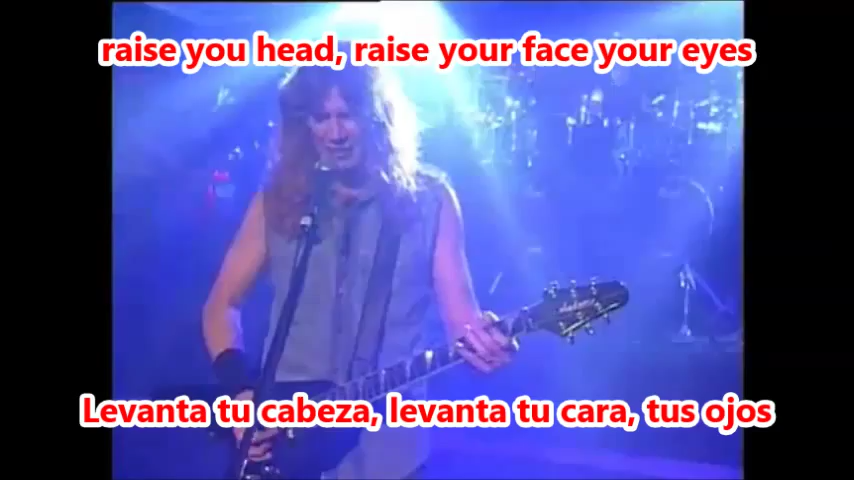 raise you head, raise your face your eyes
Levanta tu cabeza, levanta tu cara, tus ojos